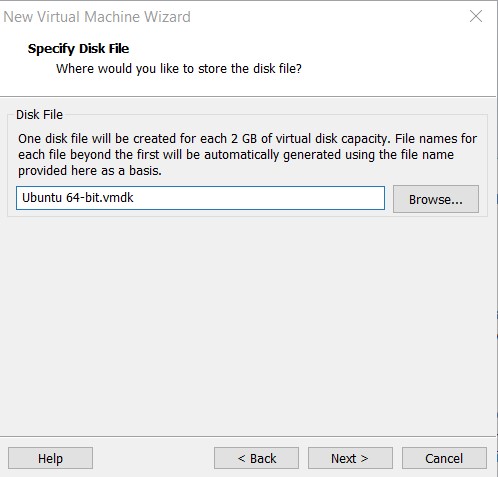 New Virtual Machine Wizard
Specify Disk File
Where would you like to store the disk file?
Disk File
One disk file will be created for each 2 GB of virtual disk capacity. File names for
each file beyond the first will be automatically generated using the file name
provided here as a basis.
Ubuntu 64-bit.vmdk
Browse...
Help
< Back
Next >
Cancel